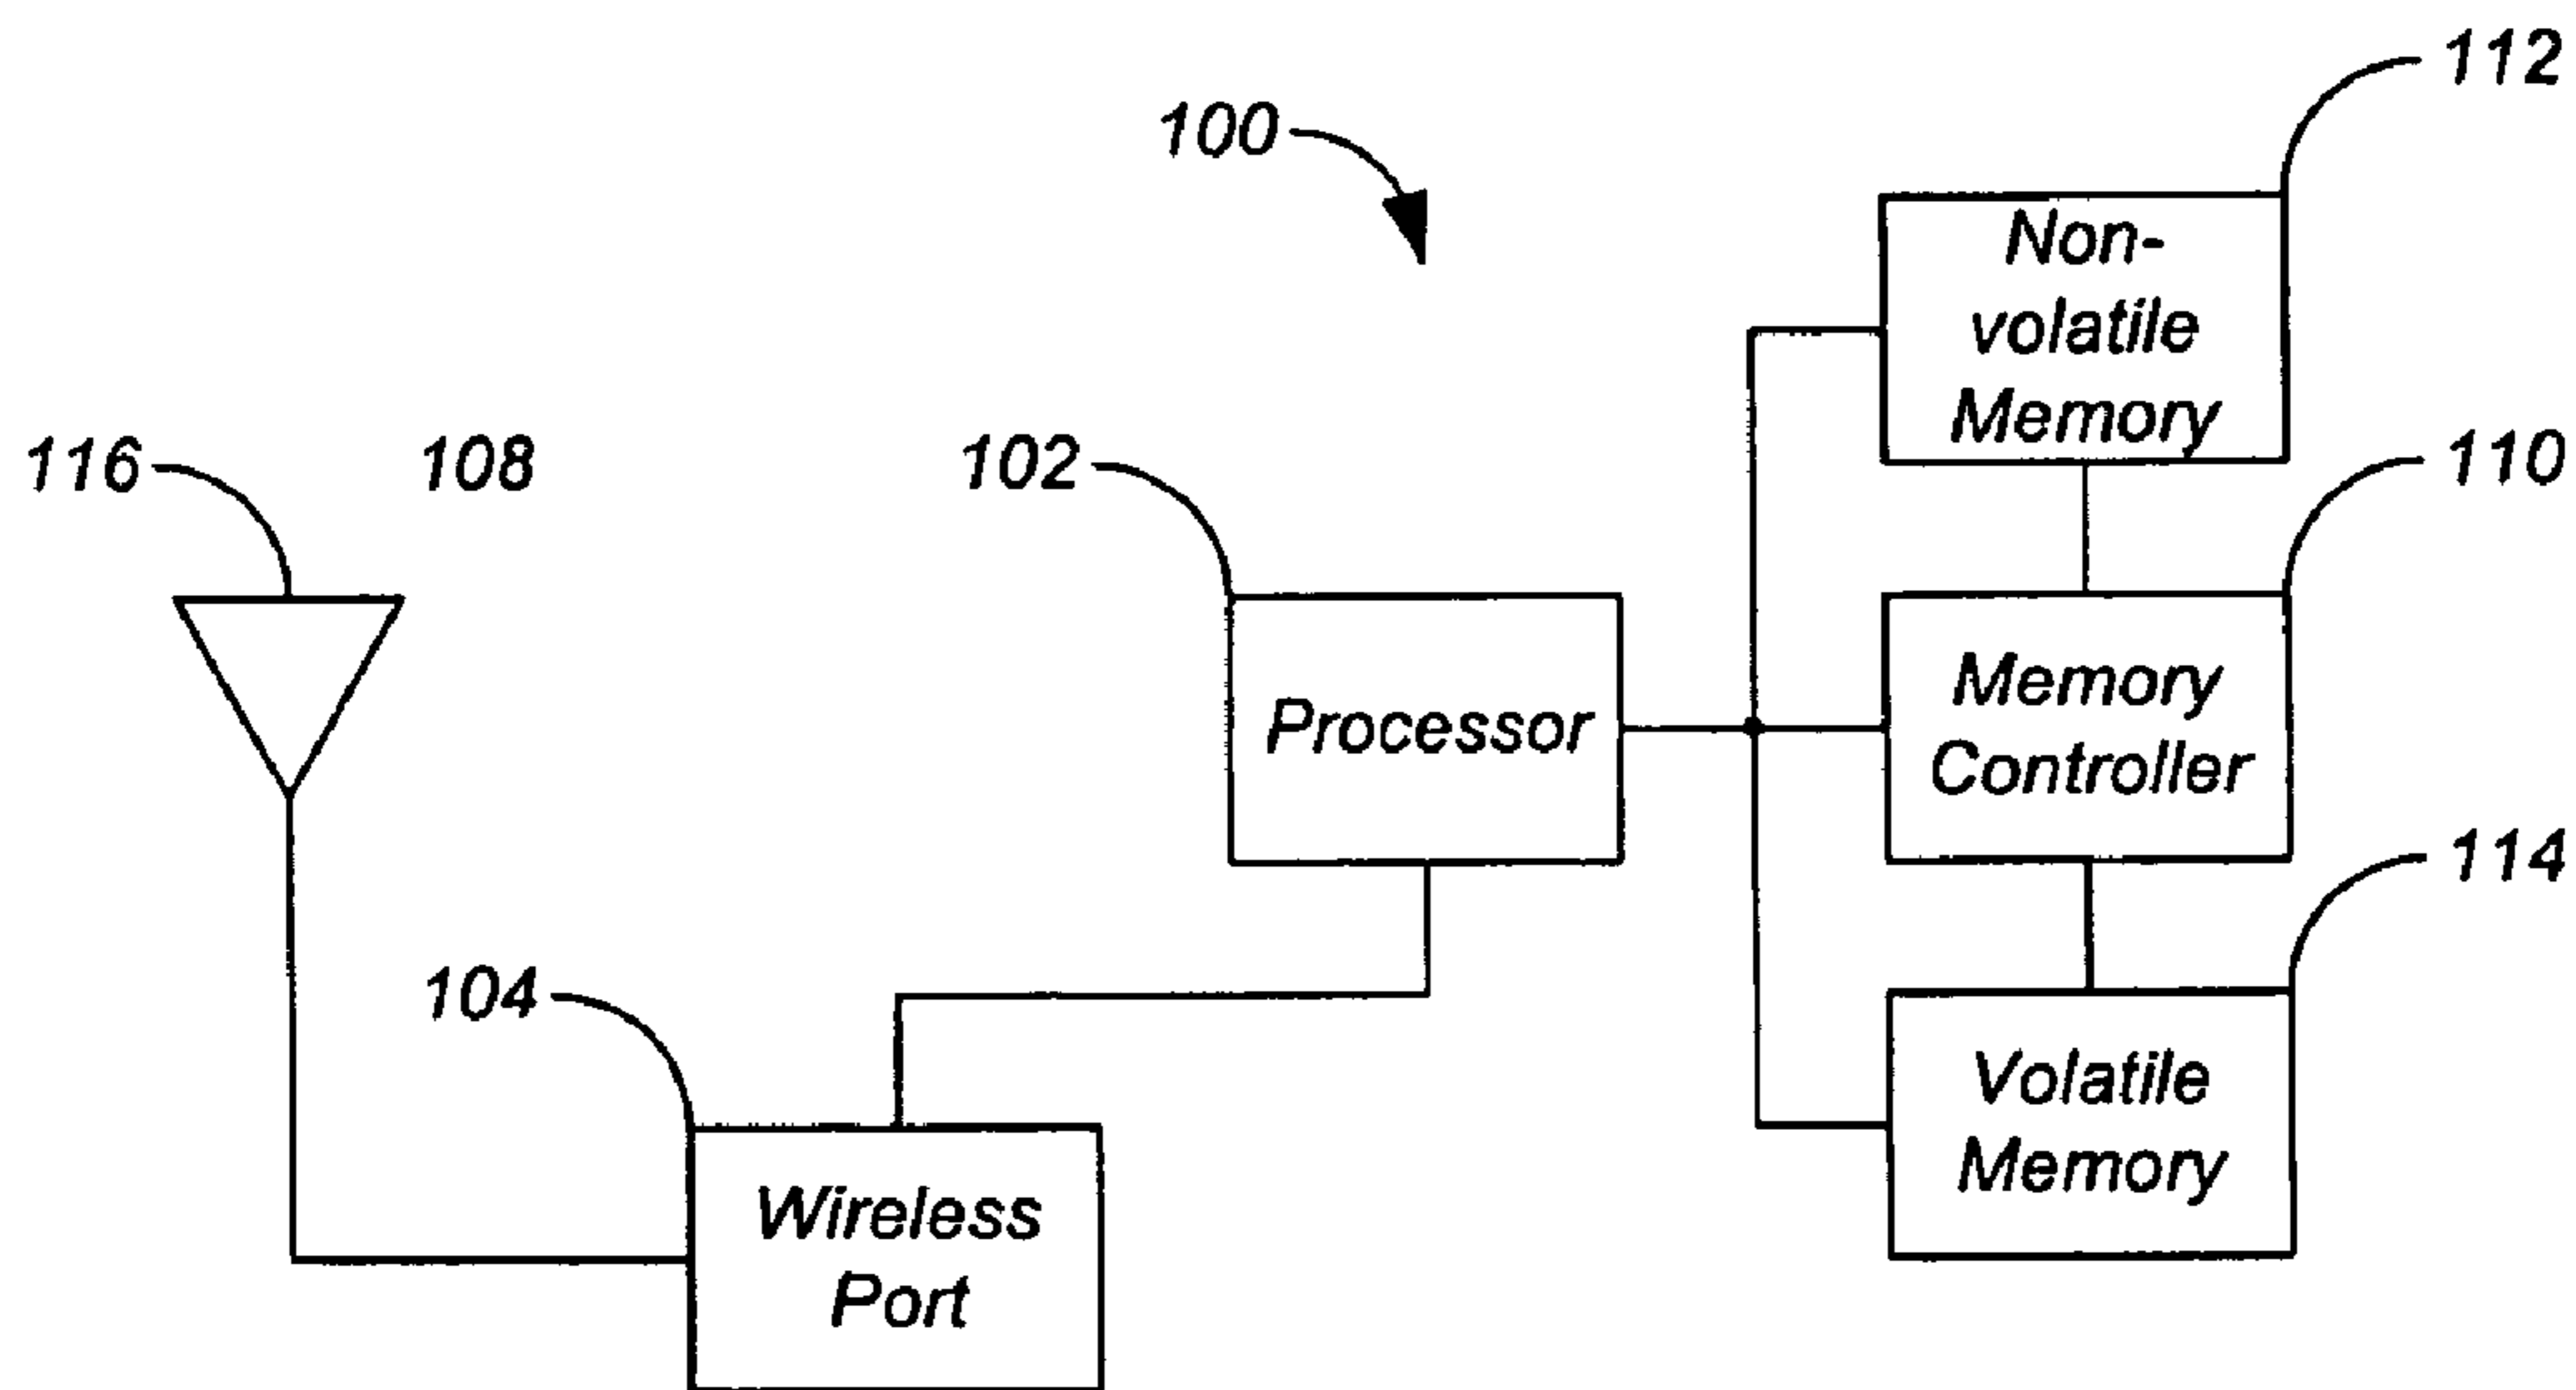 112
100
Non-
volatile
Memory
116
108
102
110
Processor
Memory
Controller
114
104
Volatile
Memory
Wireless
Port